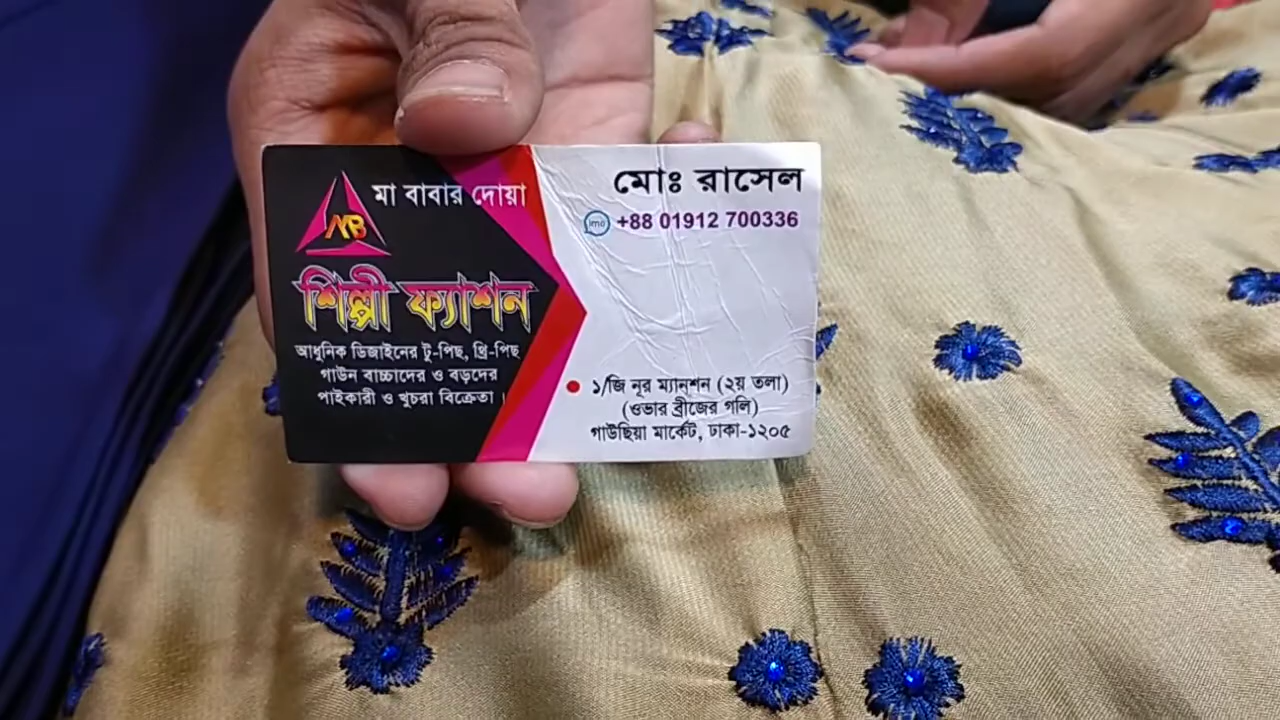 মা বাবার দোয়া
NB
শিল্পী ফ্যাশন
আধুনিক ডিজাইনের টু-পিছ, থ্রি-পিছ
গাউন বাচ্চাদের ও বড়দের
পাইকারী ও খুচরা বিক্রেতা।
মোঃ রাসেল
imo +88 01912 700336
১/জি নূর ম্যানশন (২য় তলা)
(ওভার ব্রীজের গলি)
গাউছিয়া মার্কেট, ঢাকা-১২০৫